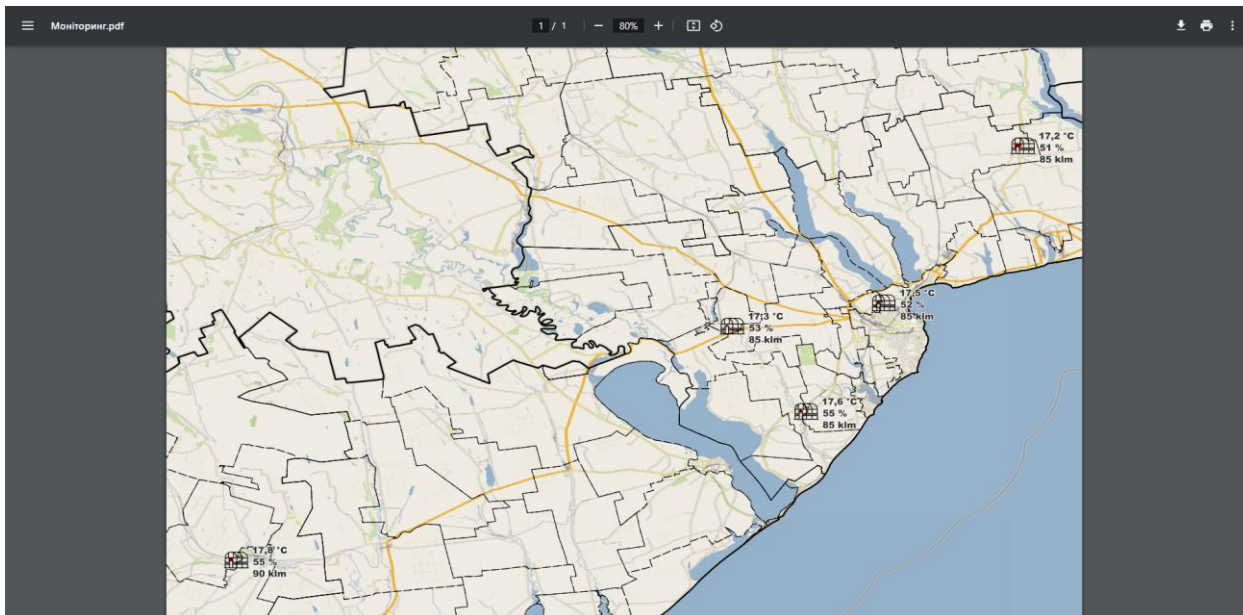 Моніторинг.pdf
1 / 1
80%
17,2 °C
51 %
85 klm
17,5 °C
52 %
85 klm
17,3 °C
53 %
85 klm
17,6 °C
55 %
85 klm
17,8 °C
55 %
90 klm